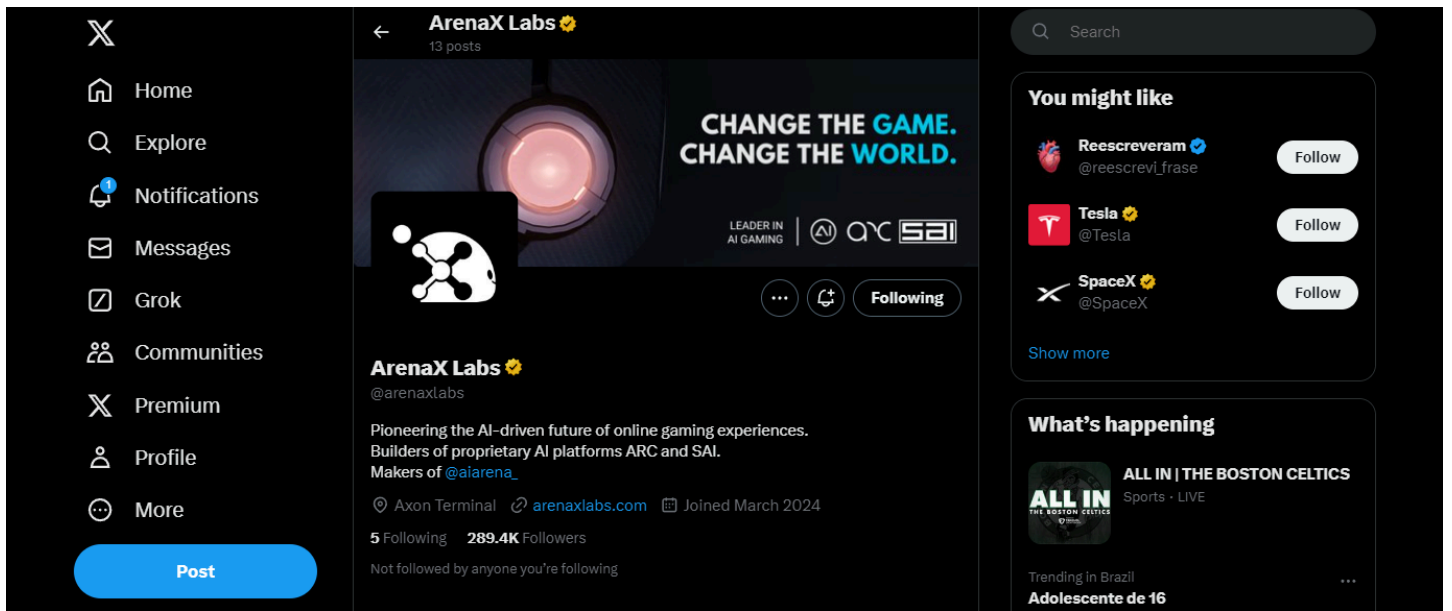 Home
Explore
1
Notifications
Messages
Grok
Communities
Premium
Profile
More
Post
ArenaX Labs
13 posts
CHANGE THE GAME.
CHANGE THE WORLD.
LEADER IN
AI GAMING
AI arc SAI
Following
ArenaX Labs
@arenaxlabs
Pioneering the AI-driven future of online gaming experiences.
Builders of proprietary AI platforms ARC and SAI.
Makers of @aiarena_
Axon Terminal arenaxlabs.com Joined March 2024
5 Following 289.4K Followers
Not followed by anyone you're following
Search
You might like
Reescreveram
@reescrevi_frase
Follow
Tesla
@Tesla
Follow
SpaceX
@SpaceX
Follow
Show more
What's happening
ALL IN
THE BOSTON CELTICS
ALL IN | THE BOSTON CELTICS
Sports · LIVE
Trending in Brazil
Adolescente de 16